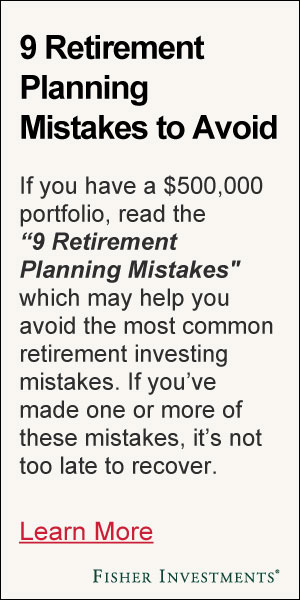 9 Retirement
Planning
Mistakes to Avoid
If you have a $500,000
portfolio, read the
“9 Retirement
Planning Mistakes"
which may help you
avoid the most common
retirement investing
mistakes. If you’ve
made one or more of
these mistakes, it’s not
too late to recover.
Learn More
FISHER INVESTMENTS®